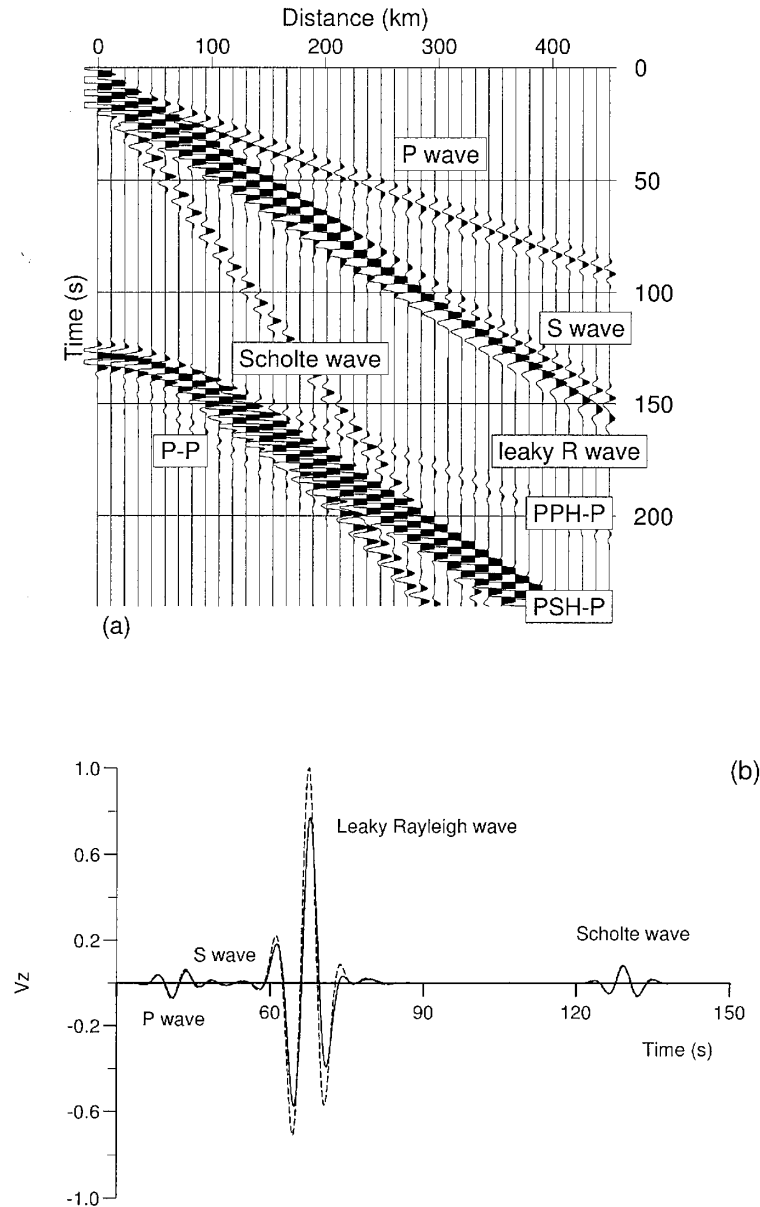 Distance (km)
0 100 200 300 400
0
P wave
50
Time (s)
100
S wave
Scholte wave
150
P-P
leaky R wave
PPH-P
200
PSH-P
(a)
(b)
1.0
Leaky Rayleigh wave
0.6
Scholte wave
0.2
S wave
Vz
P wave
-0.2
60 90 120 150
Time (s)
-0.6
-1.0